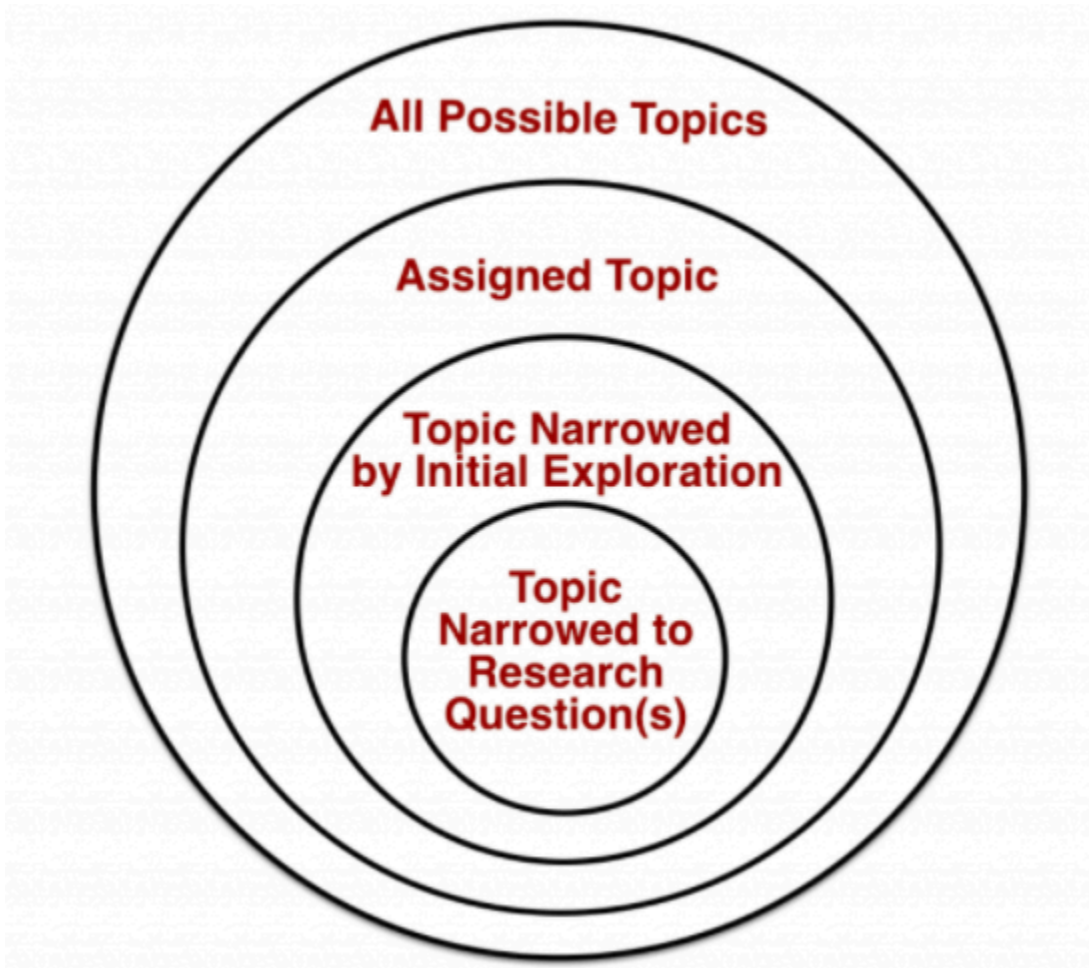 All Possible Topics
Assigned Topic
Topic Narrowed
by Initial Exploration
Topic
Narrowed to
Research
Question(s)